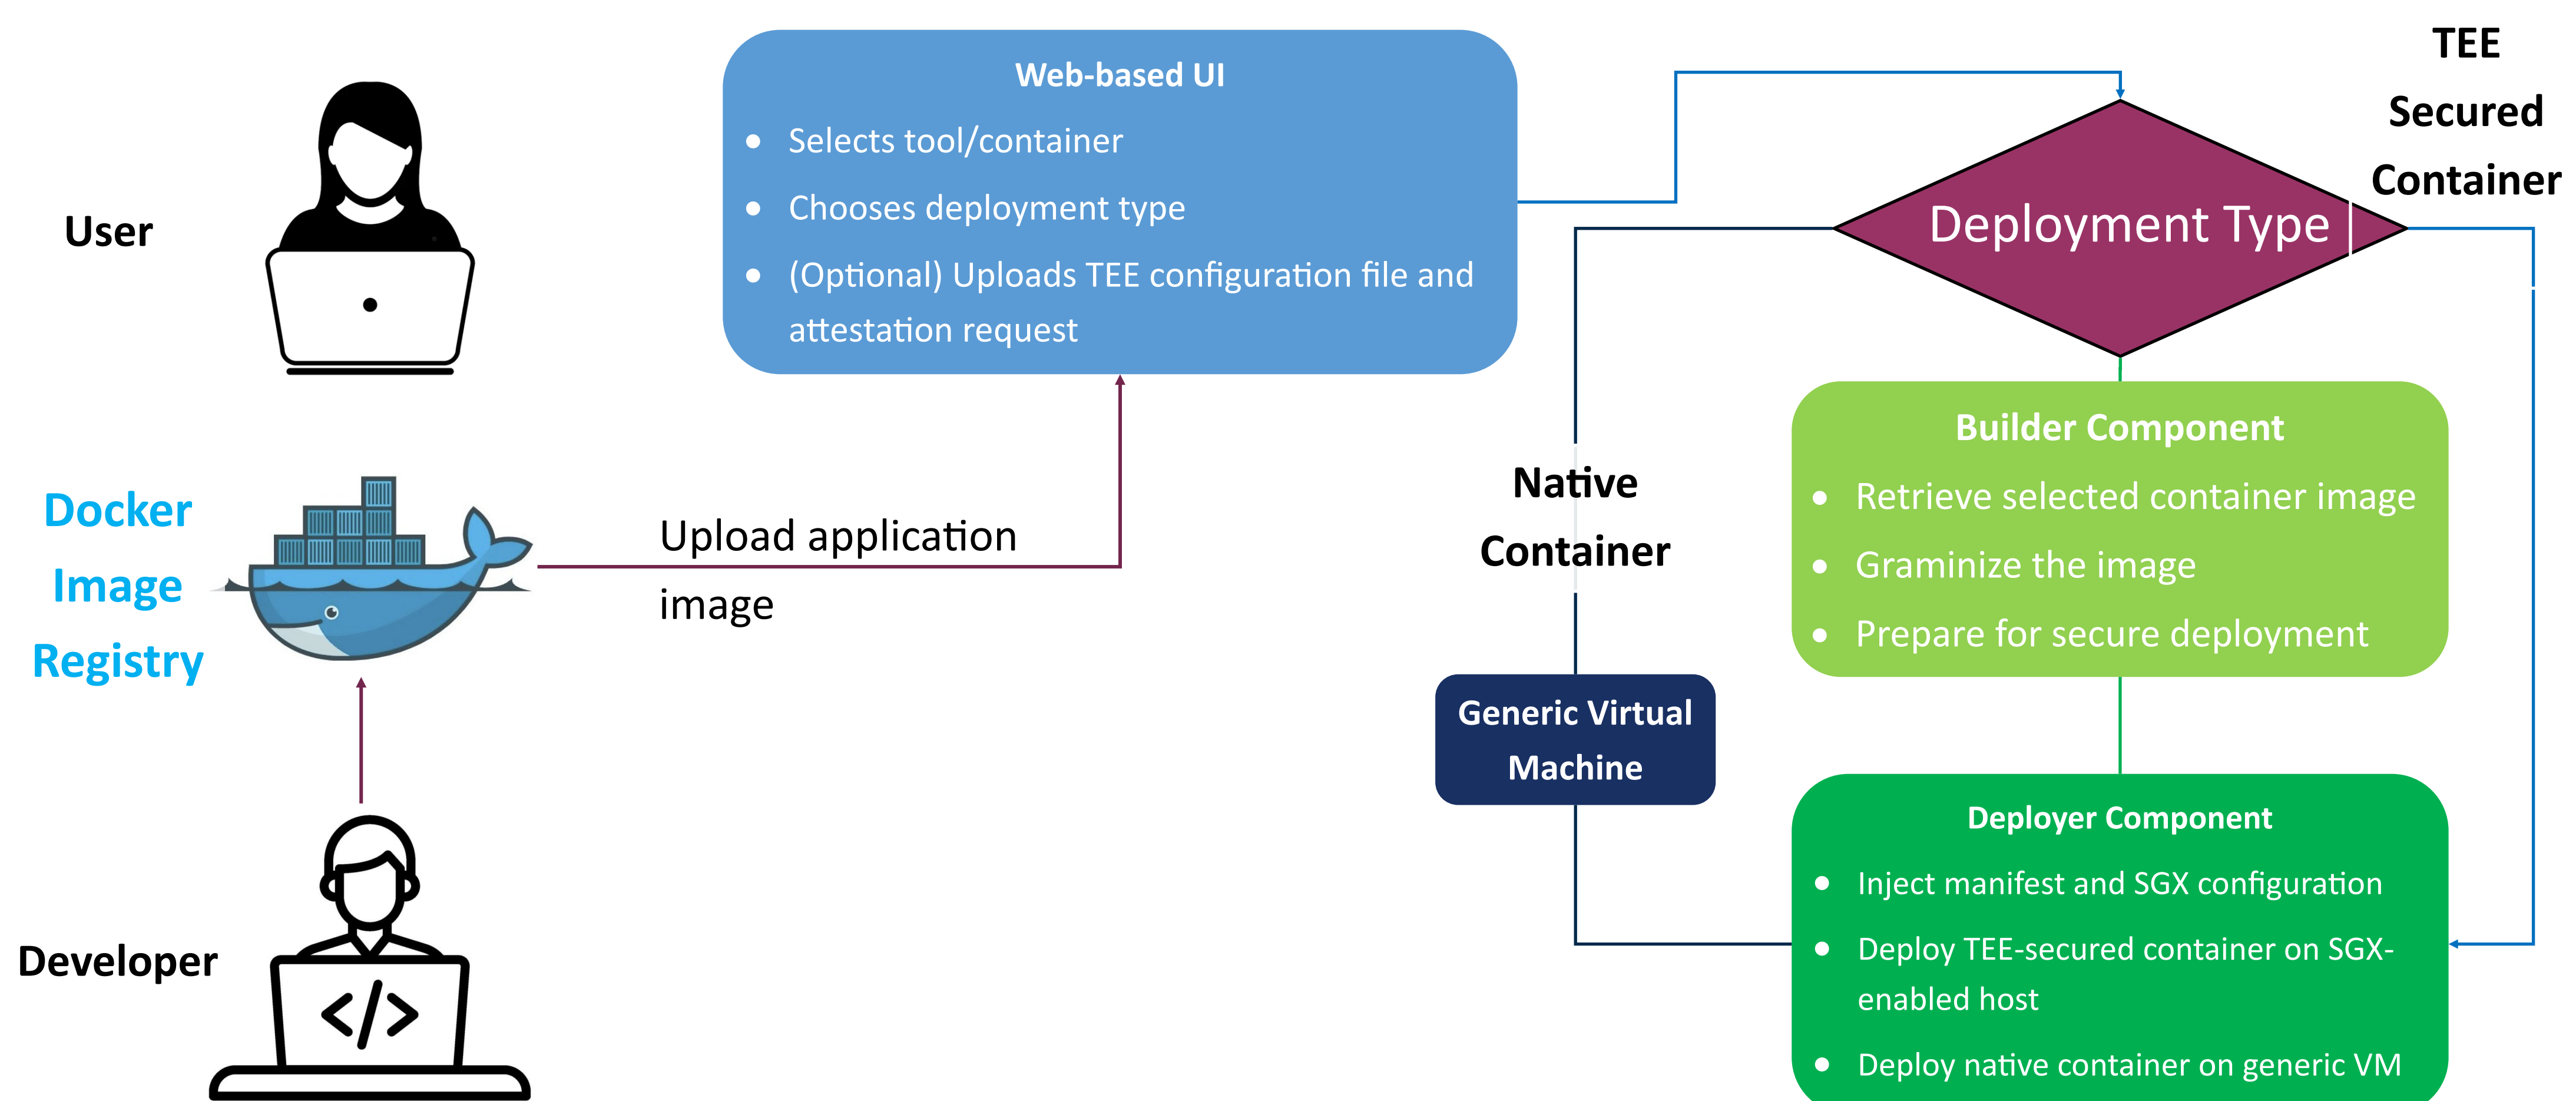 User
Docker
Image
Registry
Developer
Upload application
image
Web-based UI
• Selects tool/container
• Chooses deployment type
• (Optional) Uploads TEE configuration file and
attestation request
Deployment Type
TEE
Secured
Container
Native
Container
Generic Virtual
Machine
Builder Component
• Retrieve selected container image
• Graminize the image
• Prepare for secure deployment
Deployer Component
• Inject manifest and SGX configuration
• Deploy TEE-secured container on SGX-
enabled host
• Deploy native container on generic VM